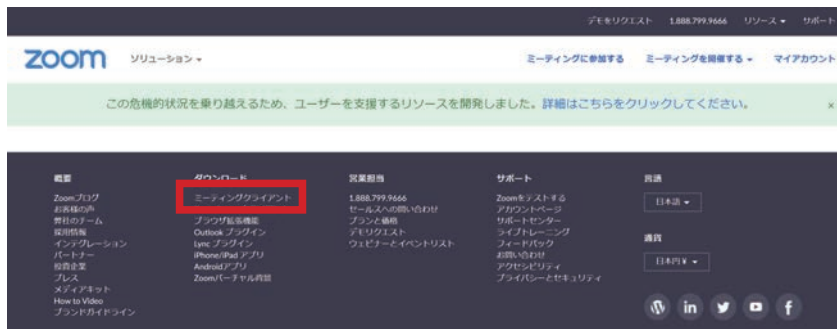 デモをリクエスト 1.888.799.9666 リソース サポート
zoom ソリューション ミーティングに参加する ミーティングを開催する マイアカウント
この危機的状況を乗り越えるため、ユーザーを支援するリソースを開発しました。詳細はこちらをクリックしてください。 ×
概要
Zoomブログ
お客様の声
弊社のチーム
採用情報
インテグレーション
パートナー
投資企業
プレス
メディアキット
How to Video
ブランドガイドライン
ダウンロード
ミーティングクライアント
ブラウザ拡張機能
Outlook プラグイン
Lync プラグイン
iPhone/iPad アプリ
Androidアプリ
Zoomバーチャル背景
営業担当
1.888.799.9666
セールスへの問い合わせ
プランと価格
デモリクエスト
ウェビナーとイベントリスト
サポート
Zoomをテストする
アカウントページ
サポートセンター
ライブトレーニング
フィードバック
お問い合わせ
アクセシビリティ
プライバシーとセキュリティ
言語
日本語
通貨
日本円 ¥